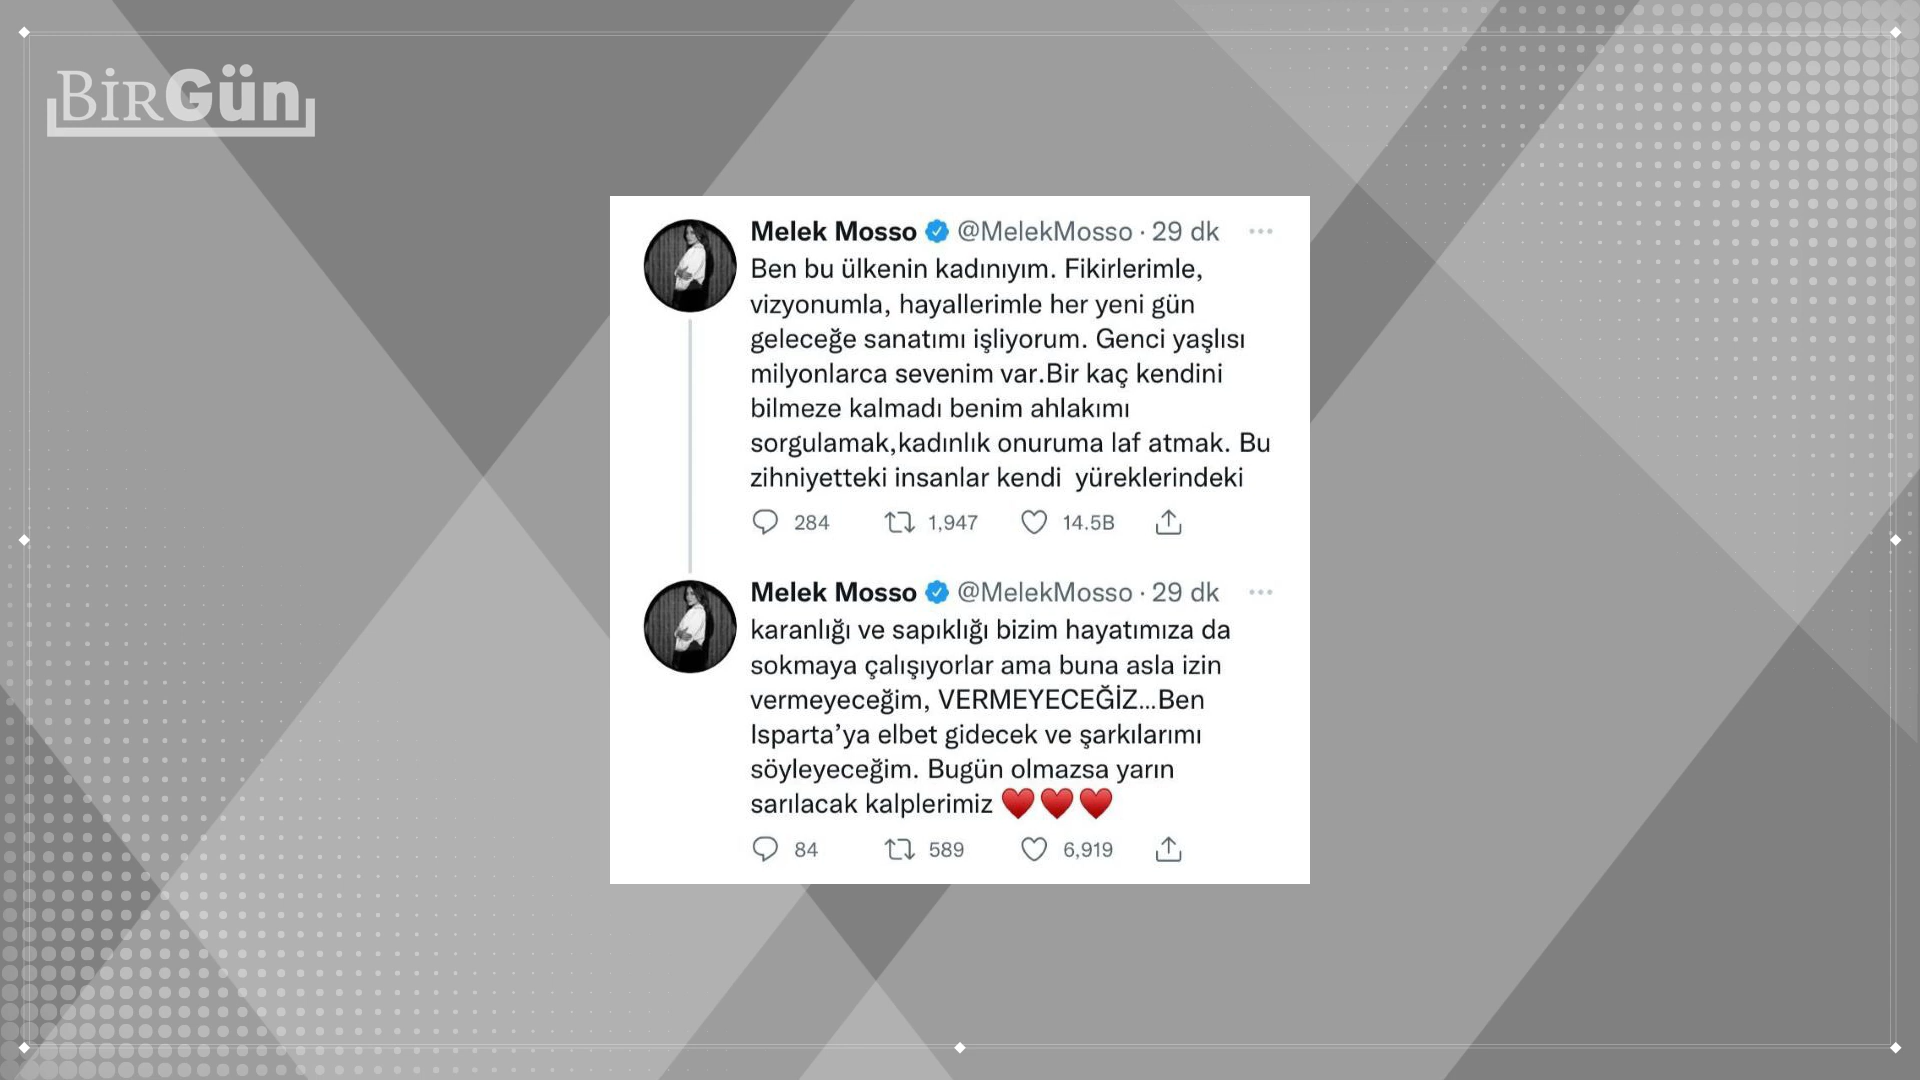 BİRGün
Melek Mosso @MelekMosso · 29 dk
Ben bu ülkenin kadınıyım. Fikirlerimle,
vizyonumla, hayallerimle her yeni gün
geleceğe sanatımı işliyorum. Genci yaşlısı
milyonlarca sevenim var.Bir kaç kendini
bilmeze kalmadı benim ahlakımı
sorgulamak,kadınlık onuruma laf atmak. Bu
zihniyetteki insanlar kendi  yüreklerindeki
284 1,947 14.5B
Melek Mosso @MelekMosso · 29 dk
karanlığı ve sapıklığı bizim hayatımıza da
sokmaya çalışıyorlar ama buna asla izin
vermeyeceğim, VERMEYECEĞİZ...Ben
Isparta’ya elbet gidecek ve şarkılarımı
söyleyeceğim. Bugün olmazsa yarın
sarılacak kalplerimiz ♥️♥️♥️
84 589 6,919